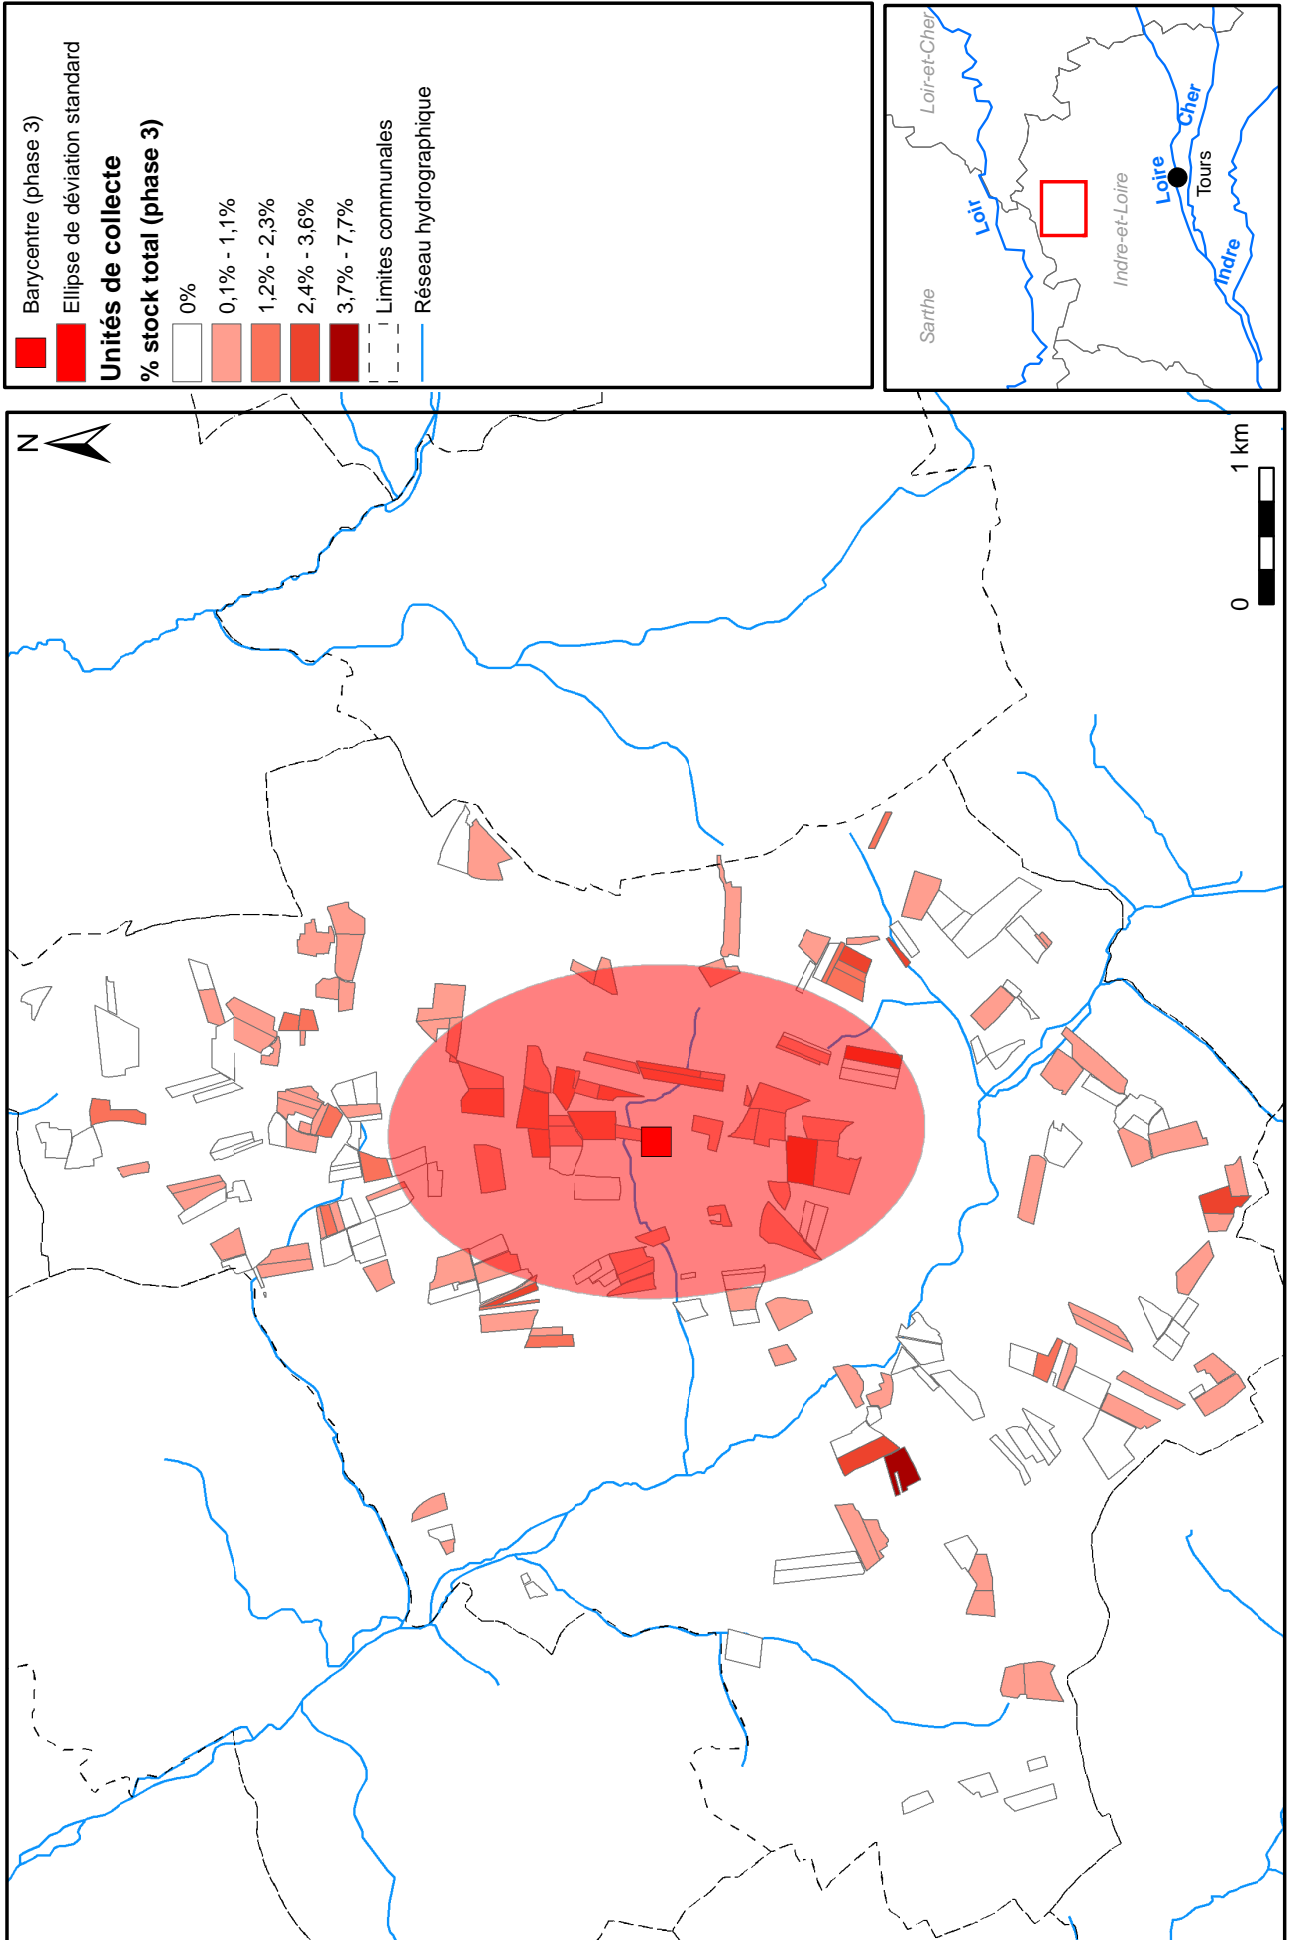 Barycentre (phase 3)
Ellipse de déviation standard
Unités de collecte
% stock total (phase 3)
0%
0,1% - 1,1%
1,2% - 2,3%
2,4% - 3,6%
3,7% - 7,7%
Limites communales
Réseau hydrographique
Sarthe
Loir-et-Cher
Loir
Indre-et-Loire
Loire
Cher
Tours
Indre
N
0
1 km